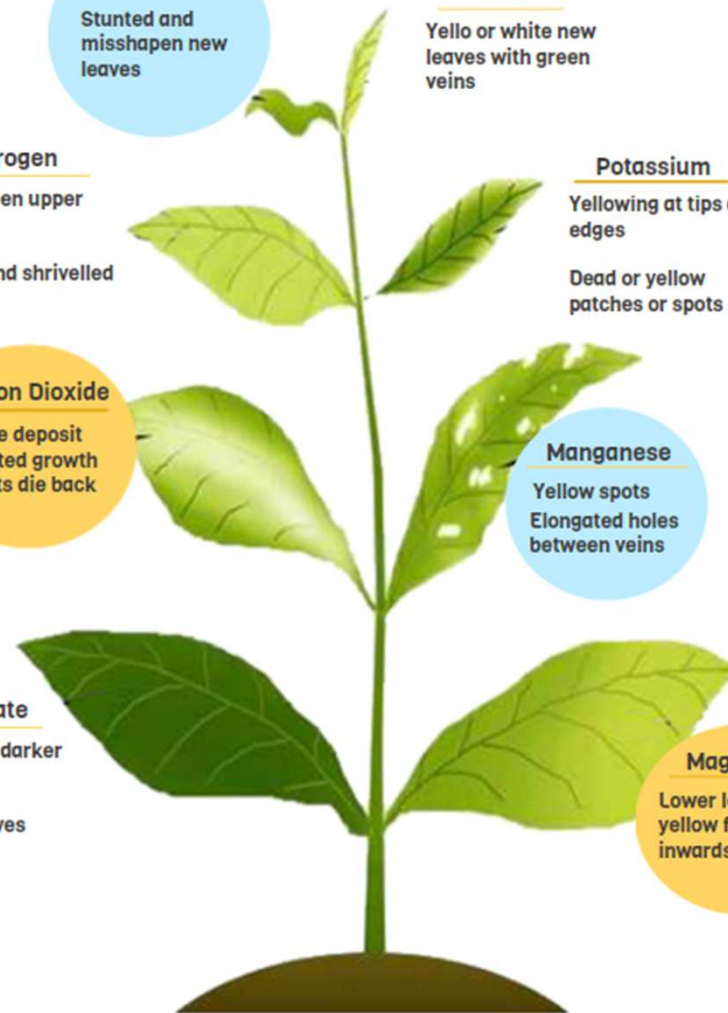 Stunted and
misshapen new
leaves
Yello or white new
leaves with green
veins
rogen
en upper
nd shrivelled
Potassium
Yellowing at tips
edges
Dead or yellow
patches or spots
on Dioxide
e deposit
ted growth
ts die back
Manganese
Yellow spots
Elongated holes
between veins
ate
darker
ves
Mag
Lower l
yellow f
inwards